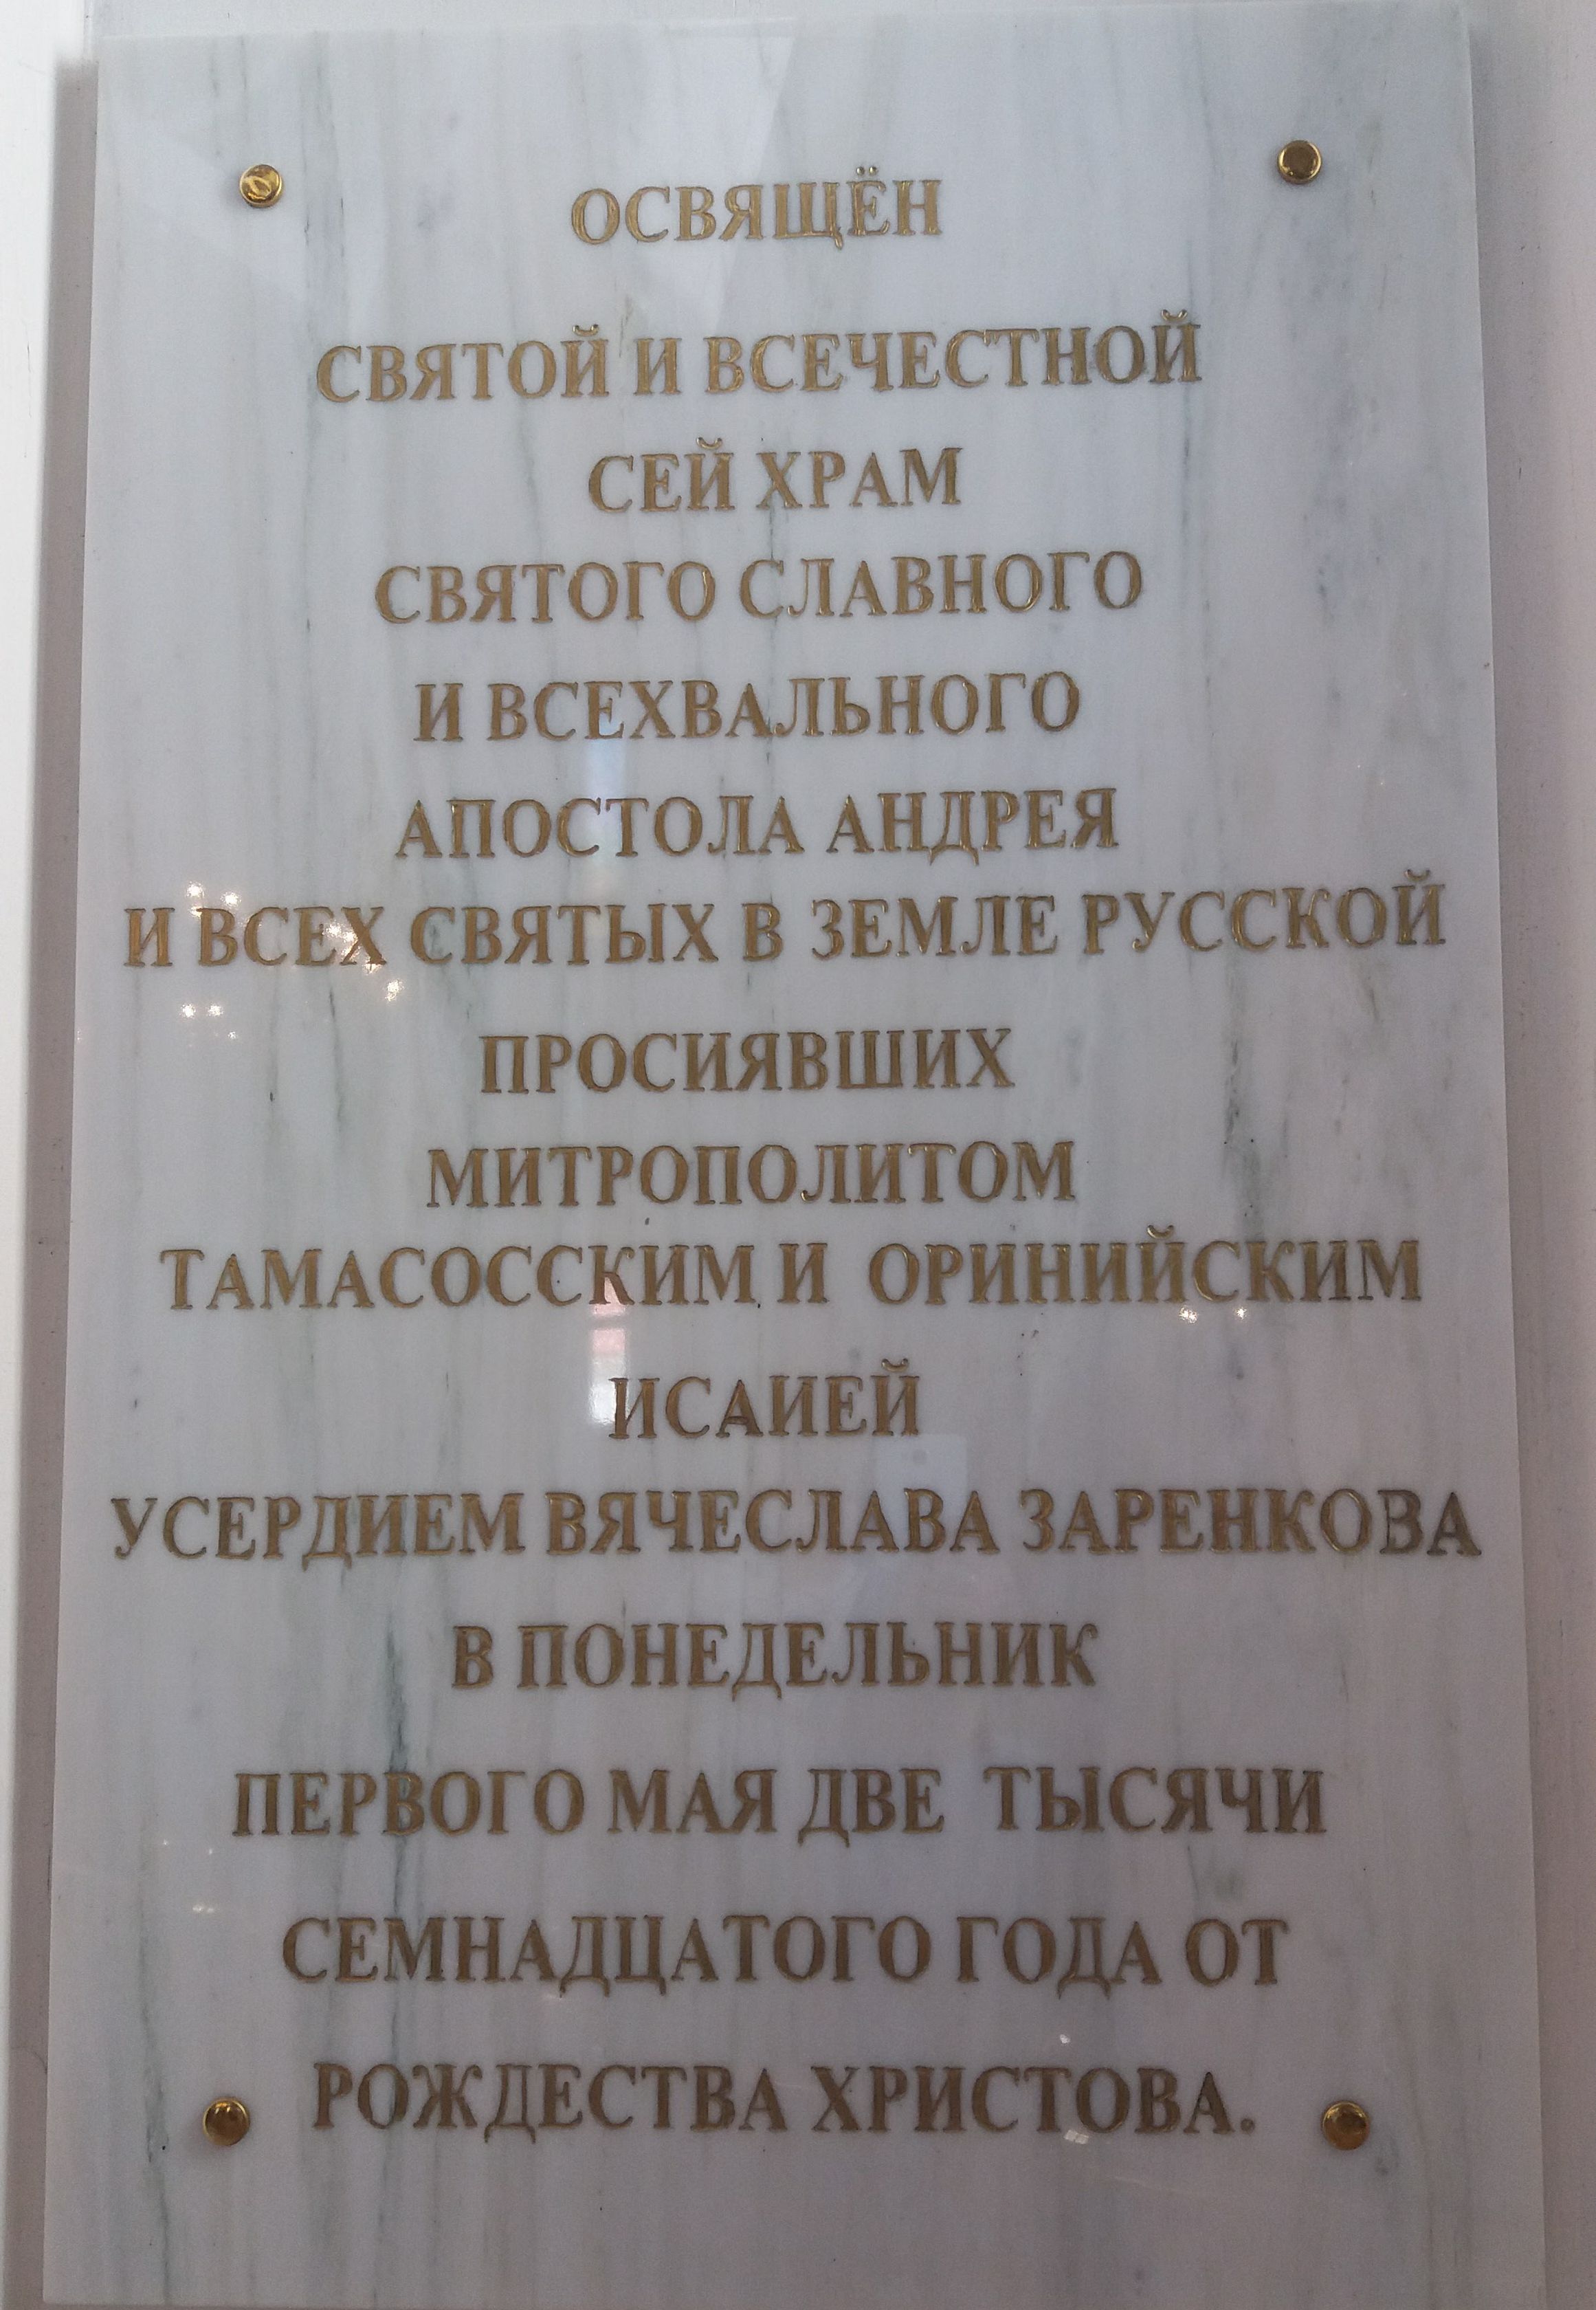 ОСВЯЩЁН
СВЯТОЙ И ВСЕЧЕСТНОЙ
СЕЙ ХРАМ
СВЯТОГО СЛАВНОГО
И ВСЕХВАЛЬНОГО
АПОСТОЛА АНДРЕЯ
И ВСЕХ СВЯТЫХ В ЗЕМЛЕ РУССКОЙ
ПРОСИЯВШИХ
МИТРОПОЛИТОМ
ТАМАСОССКИМ И ОРИНИЙСКИМ
ИСАИЕЙ
УСЕРДИЕМ ВЯЧЕСЛАВА ЗАРЕНКОВА
В ПОНЕДЕЛЬНИК
ПЕРВОГО МАЯ ДВЕ ТЫСЯЧИ
СЕМНАДЦАТОГО ГОДА ОТ
РОЖДЕСТВА ХРИСТОВА.